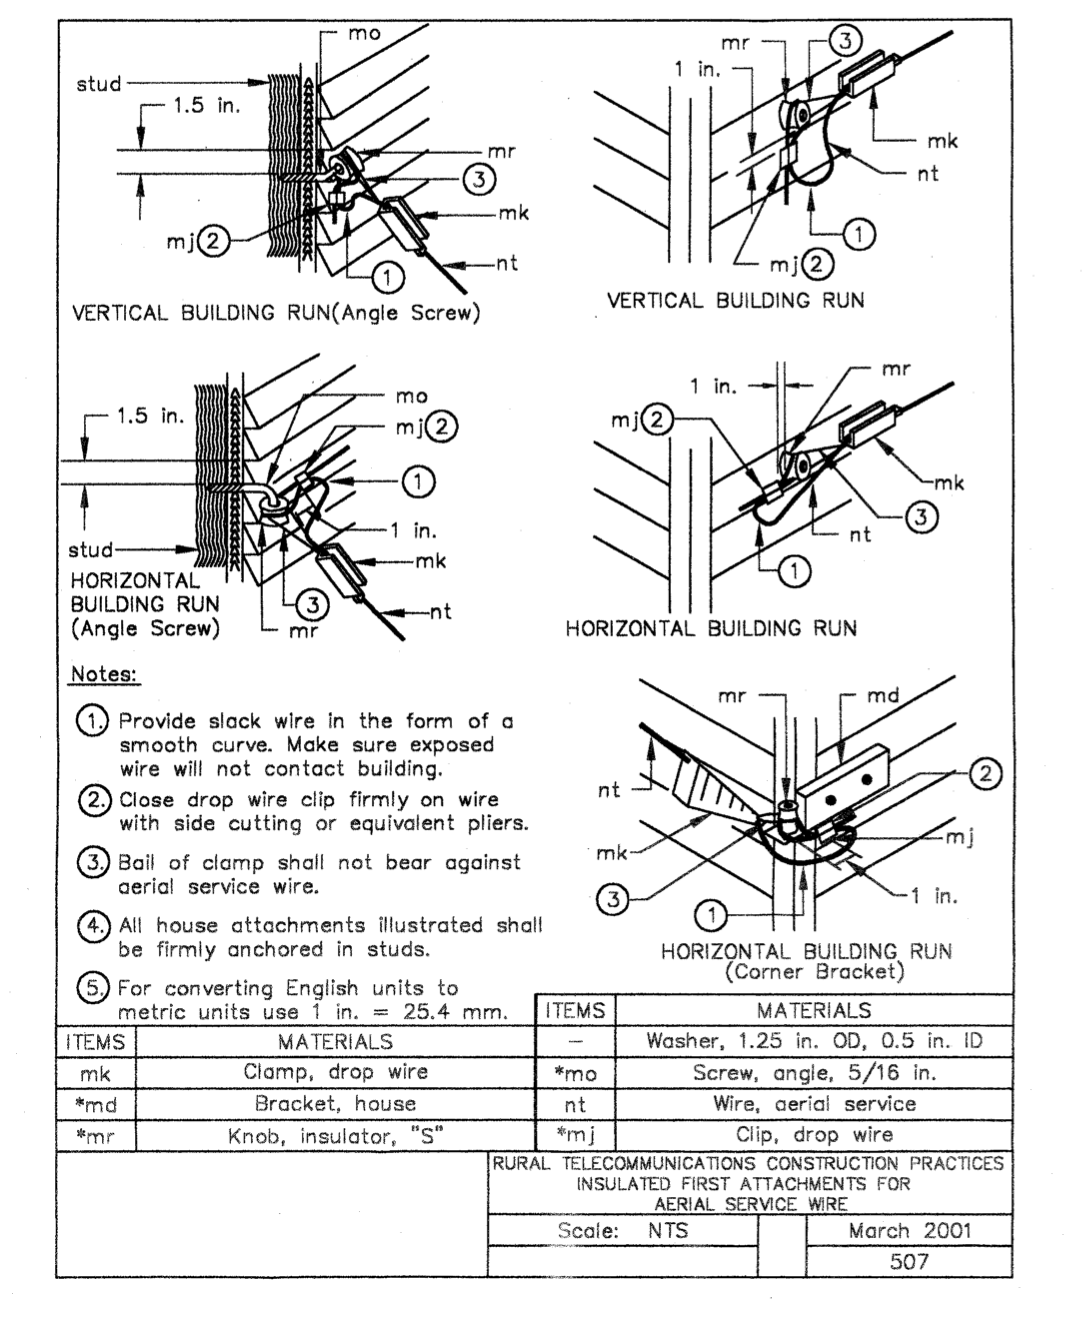 mo
stud
1.5 in.
mr
3
mk
mj 2
1
nt
VERTICAL BUILDING RUN(Angle Screw)
mr
3
1 in.
mk
nt
1
mj 2
VERTICAL BUILDING RUN
1.5 in.
mo
mj 2
1
1 in.
stud
mk
HORIZONTAL
BUILDING RUN
(Angle Screw)
3
nt
mr
mr
1 in.
mj 2
mk
3
nt
1
HORIZONTAL BUILDING RUN
Notes:
1. Provide slack wire in the form of a
smooth curve. Make sure exposed
wire will not contact building.
2. Close drop wire clip firmly on wire
with side cutting or equivalent pliers.
3. Bail of clamp shall not bear against
aerial service wire.
4. All house attachments illustrated shall
be firmly anchored in studs.
5. For converting English units to
metric units use 1 in. = 25.4 mm.
mr
md
2
nt
mj
mk
3
1 in.
1
HORIZONTAL BUILDING RUN
(Corner Bracket)
ITEMS MATERIALS
mk Clamp, drop wire
*md Bracket, house
*mr Knob, insulator, "S"
ITEMS MATERIALS
– Washer, 1.25 in. OD, 0.5 in. ID
*mo Screw, angle, 5/16 in.
nt Wire, aerial service
*mj Clip, drop wire
RURAL TELECOMMUNICATIONS CONSTRUCTION PRACTICES
INSULATED FIRST ATTACHMENTS FOR
AERIAL SERVICE WIRE
Scale: NTS
March 2001
507